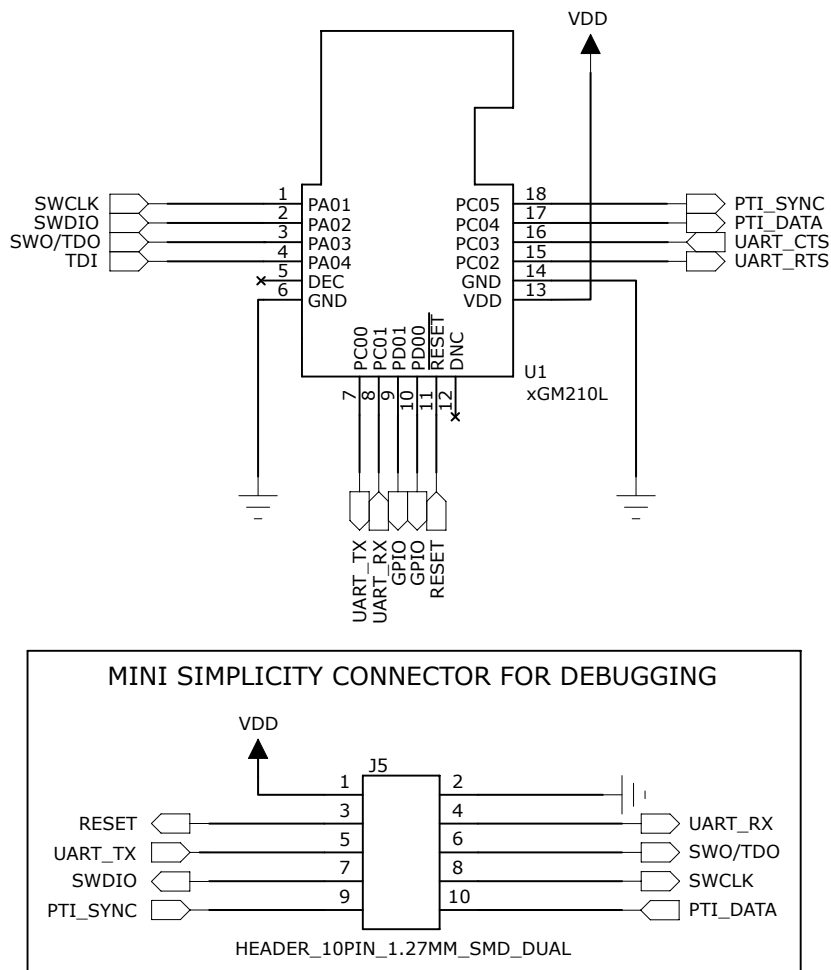 VDD
SWCLK 1 PA01 PC05 18 PTI_SYNC
SWDIO 2 PA02 PC04 17 PTI_DATA
SWO/TDO 3 PA03 PC03 16 UART_CTS
TDI 4 PA04 PC02 15 UART_RTS
5 DEC GND 14
6 GND VDD 13
PC00 PC01 PD01 PD00 RESET DNC
U1
7 8 9 10 11 12
xGM210L
UART_TX UART_RX GPIO GPIO RESET
MINI SIMPLICITY CONNECTOR FOR DEBUGGING
VDD
J5
1 2
RESET 3 4 UART_RX
UART_TX 5 6 SWO/TDO
SWDIO 7 8 SWCLK
PTI_SYNC 9 10 PTI_DATA
HEADER_10PIN_1.27MM_SMD_DUAL